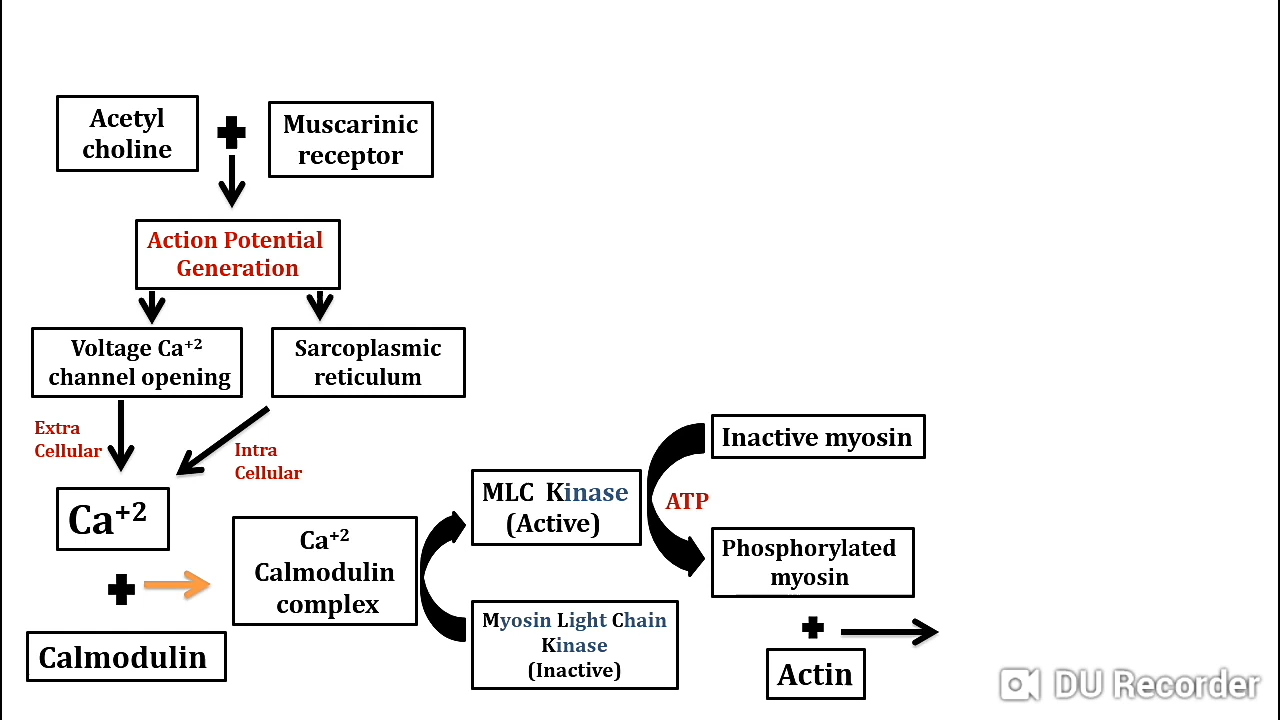 Acetyl
choline
Muscarinic
receptor
Action Potential
Generation
Voltage Ca⁺²
channel opening
Sarcoplasmic
reticulum
Extra
Cellular
Intra
Cellular
Ca⁺²
Calmodulin
Ca⁺²
Calmodulin
complex
MLC Kinase
(Active)
Myosin Light Chain
Kinase
(Inactive)
Inactive myosin
ATP
Phosphorylated
myosin
Actin
DU Recorder